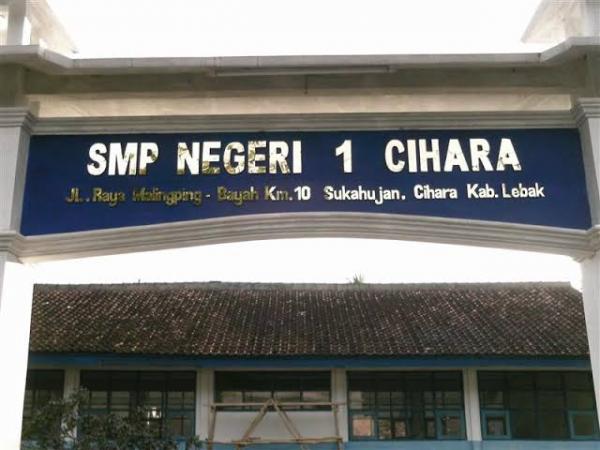 SMP NEGERI 1 CIHARA
JL..Raya Malingping - Bayah Km.10 Sukahujan. Cihara Kab.Lebak